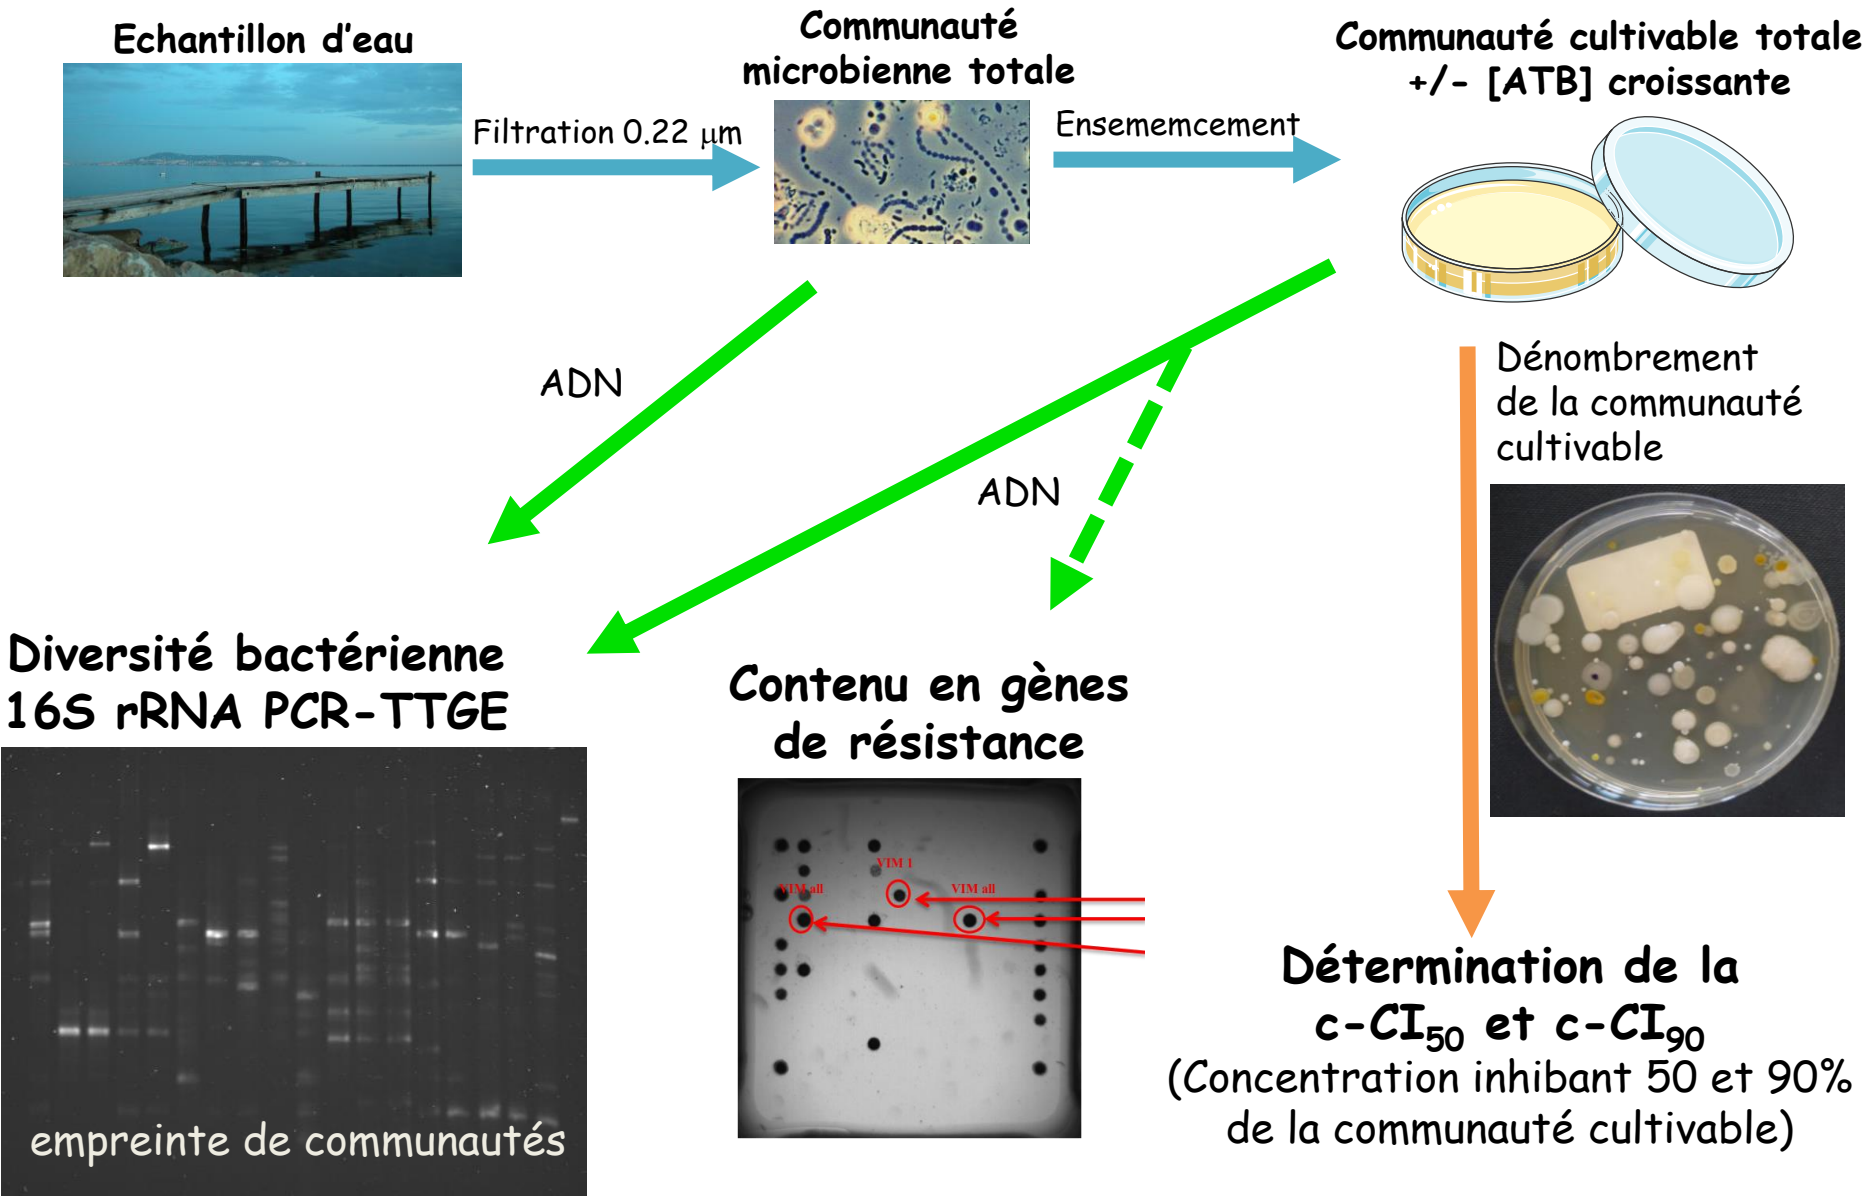 Echantillon d'eau
Communauté
microbienne totale
Communauté cultivable totale
+/- [ATB] croissante
Filtration 0.22 μm
Ensememcement
ADN
ADN
Dénombrement
de la communauté
cultivable
Diversité bactérienne
16S rRNA PCR-TTGE
Contenu en gènes
de résistance
VIM 1
VIM all
VIM all
empreinte de communautés
Détermination de la
c-CI50 et c-CI90
(Concentration inhibant 50 et 90%
de la communauté cultivable)